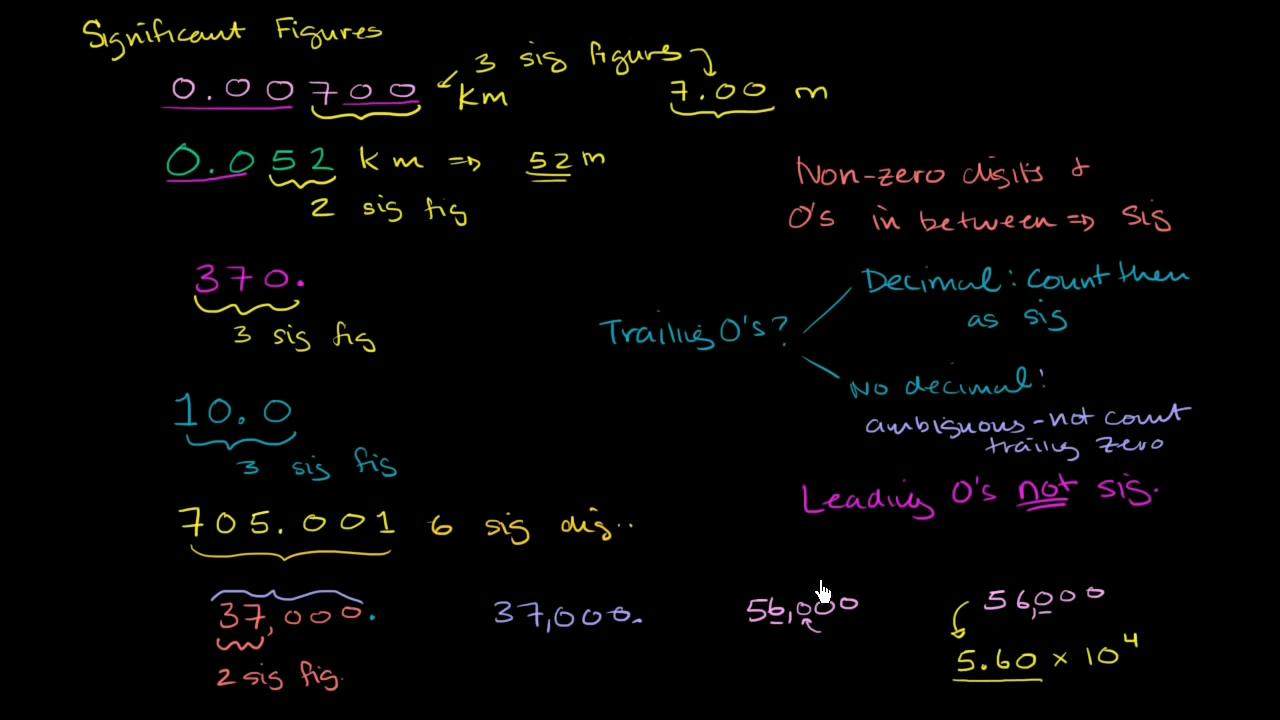 Significant Figures
3 sig figures
0.00700 km 7.00 m
0.052 km => 52 m
2 sig fig
Non-zero digits &
0's in between => sig
370.
3 sig fig
Trailing 0's?
Decimal: count them
as sig
No decimal:
ambiguous - not count
trailing zero
10.0
3 sig fig
Leading 0's not sig.
705.001 6 sig dig..
37,000. 37,000. 56,000 56,000
2 sig fig.
5.60 × 10^4